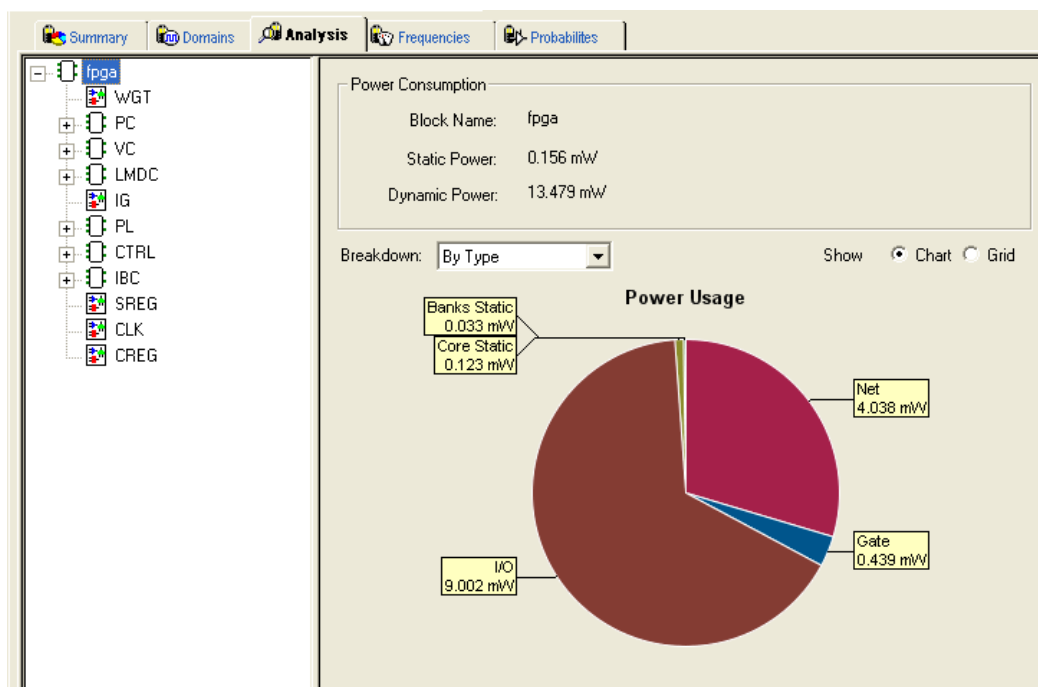 Summary Domains Analysis Frequencies Probabilites
fpga
WGT
PC
VC
LMDC
IG
PL
CTRL
IBC
SREG
CLK
CREG
Power Consumption
Block Name: fpga
Static Power: 0.156 mW
Dynamic Power: 13.479 mW
Breakdown: By Type Show Chart Grid
Power Usage
Banks Static
0.033 mW
Core Static
0.123 mW
Net
4.038 mW
Gate
0.439 mW
I/O
9.002 mW